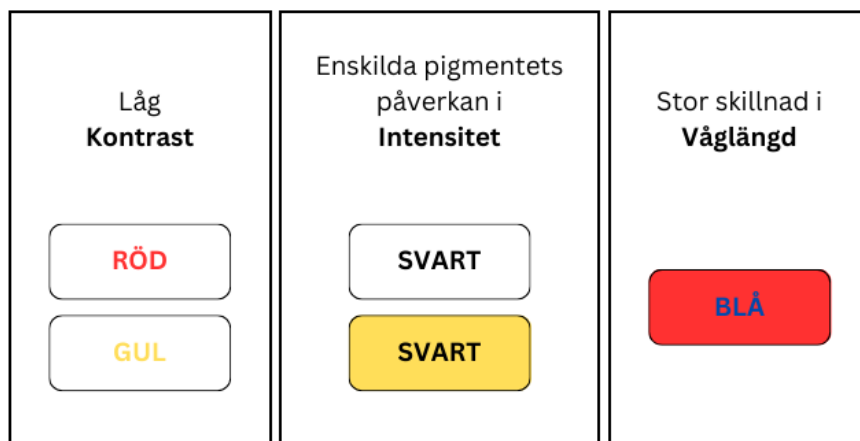 Låg
Kontrast
RÖD
GUL
Enskilda pigmentets
påverkan i
Intensitet
SVART
SVART
Stor skillnad i
Våglängd
BLÅ